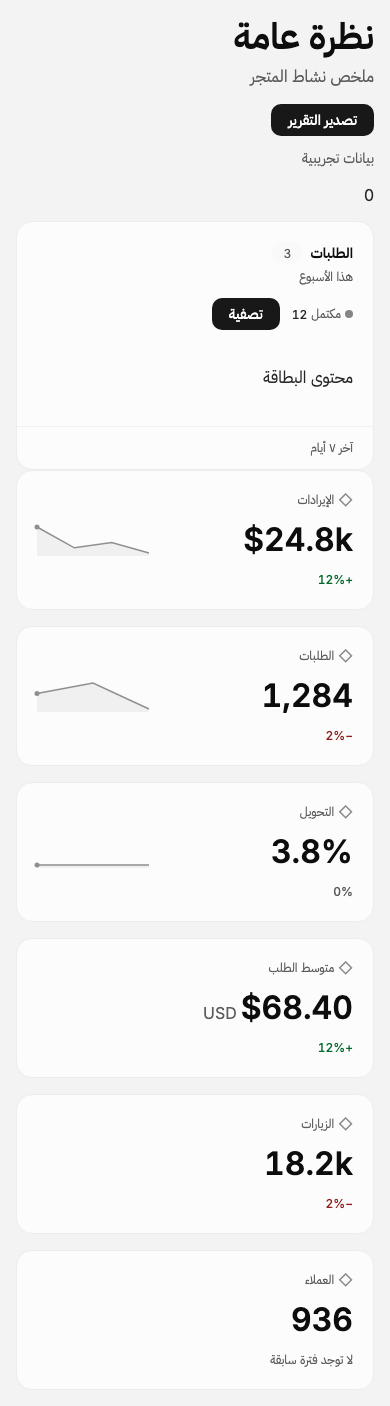 نظرة عامة
ملخص نشاط المتجر
تصدير التقرير
بيانات تجريبية
0
الطلبات 3
هذا الأسبوع
مكتمل 12 تصفية
محتوى البطاقة
آخر ٧ أيام
الإيرادات
$24.8k
12%+
الطلبات
1,284
2%−
التحويل
3.8%
0%
متوسط الطلب
$68.40 USD
12%+
الزيارات
18.2k
2%−
العملاء
936
لا توجد فترة سابقة